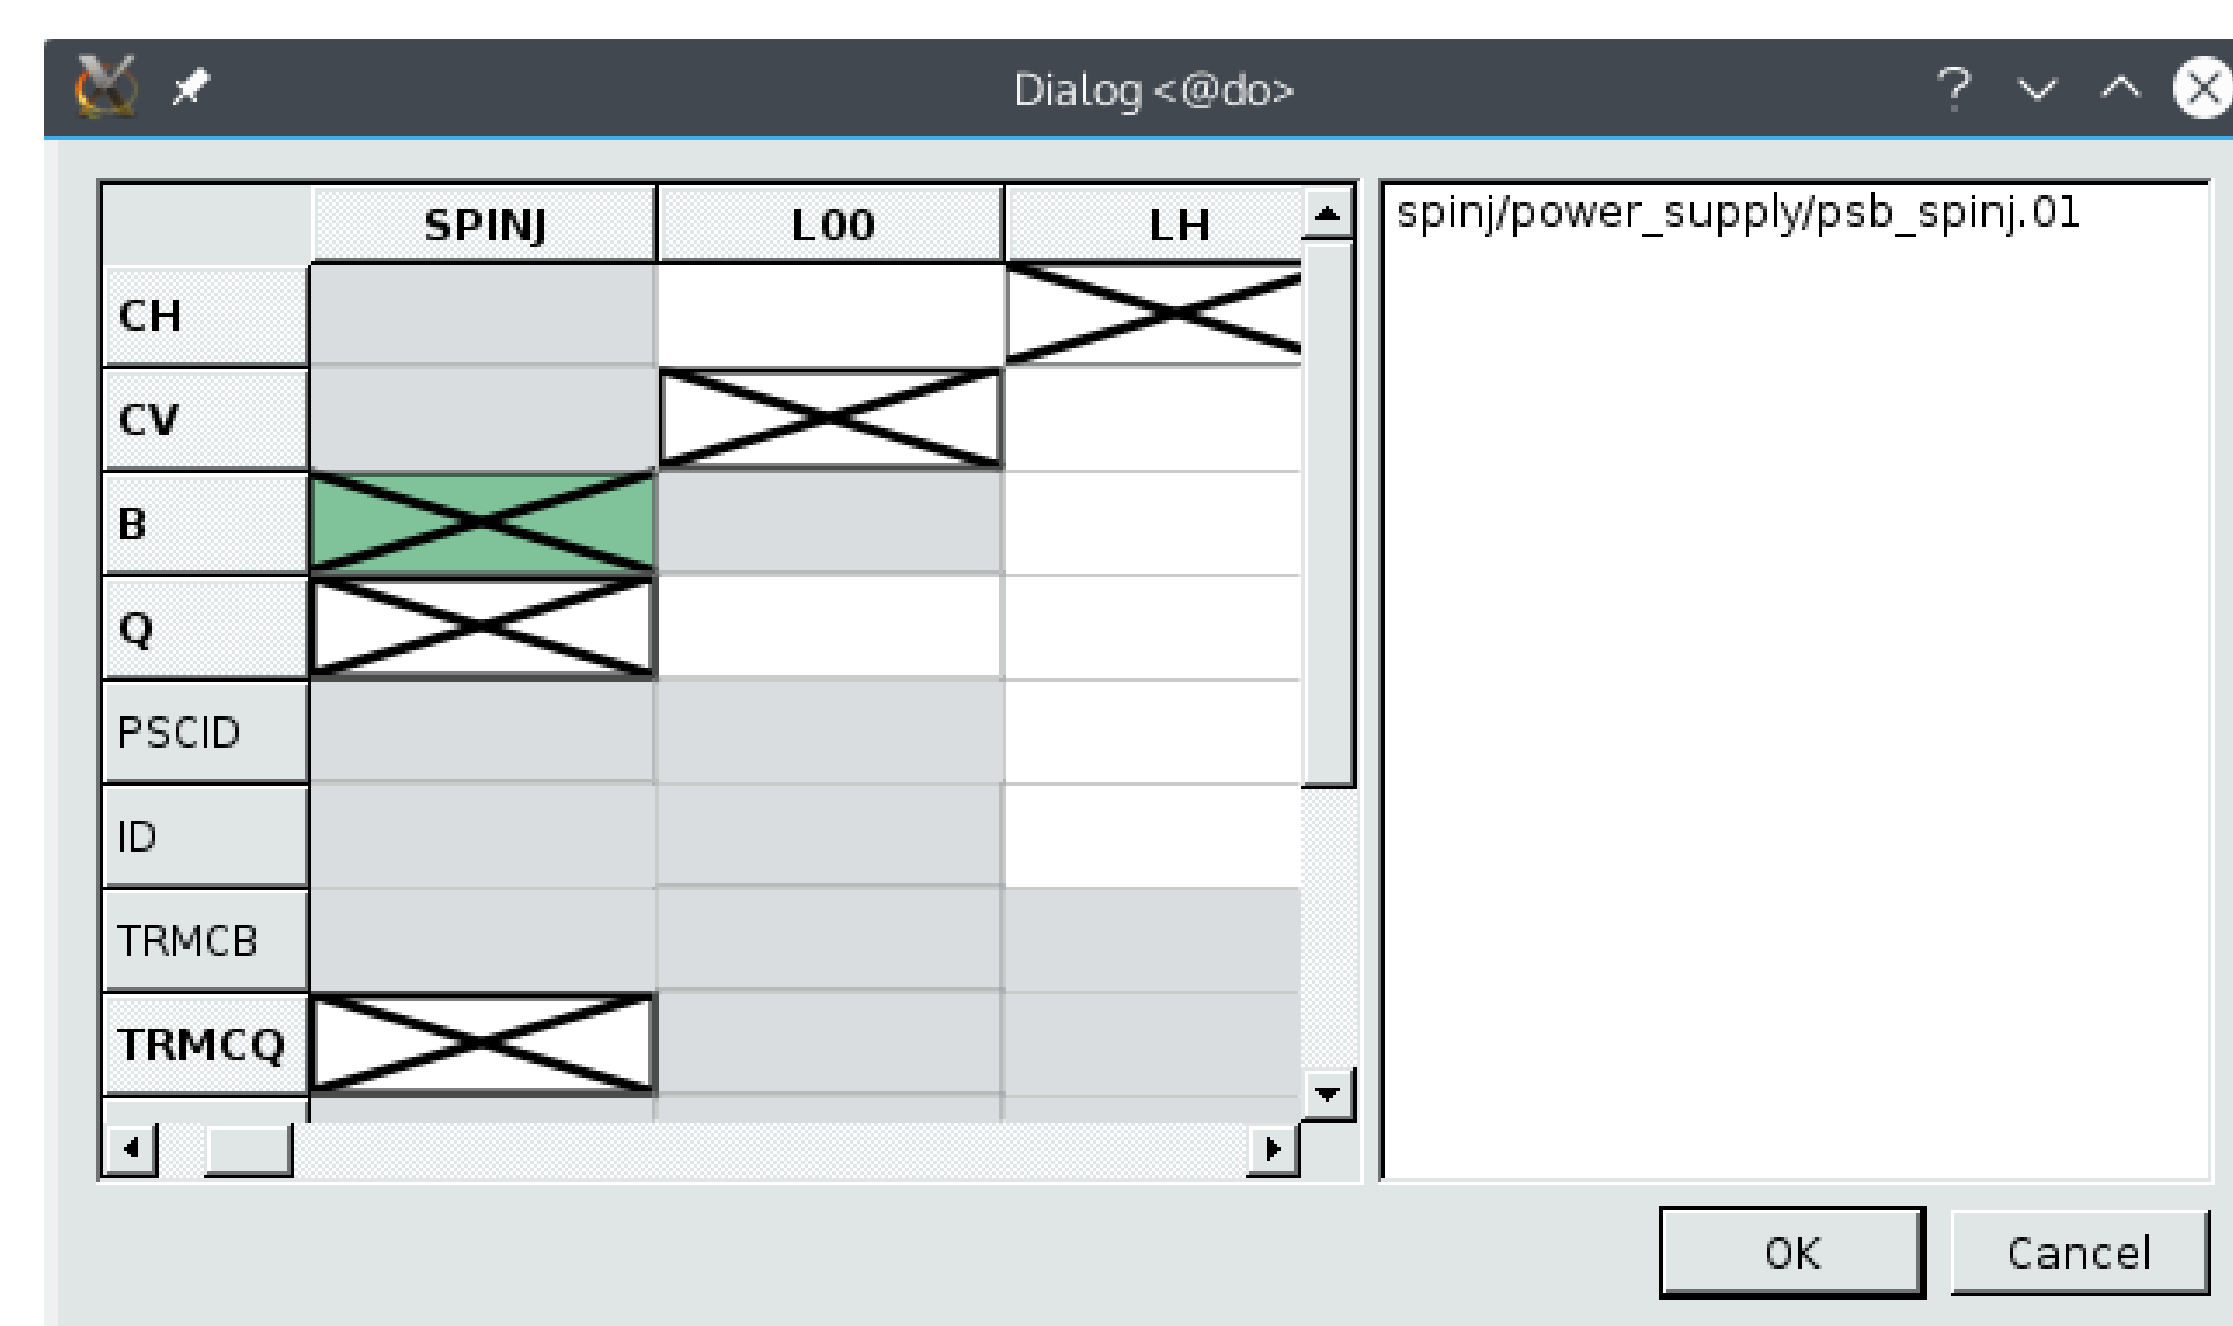 Dialog <@do>
SPINJ L00 LH
spinj/power_supply/psb_spinj.01
CH
CV
B
Q
PSCID
ID
TRMCB
TRMCQ
OK Cancel